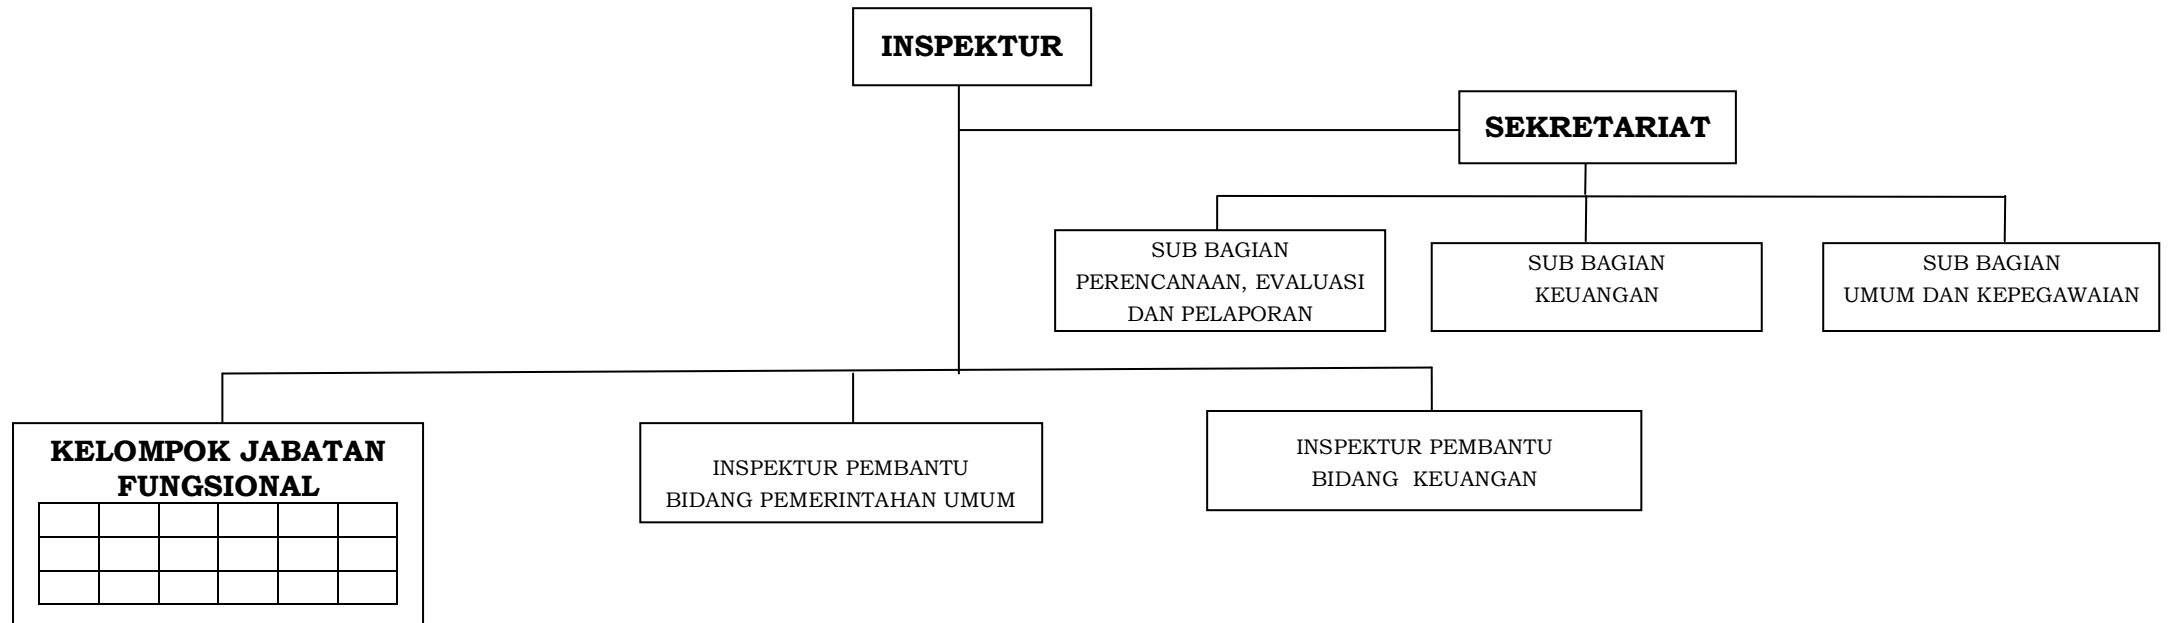 INSPEKTUR
SEKRETARIAT
SUB BAGIAN
PERENCANAAN, EVALUASI
DAN PELAPORAN
SUB BAGIAN
KEUANGAN
SUB BAGIAN
UMUM DAN KEPEGAWAIAN
KELOMPOK JABATAN
FUNGSIONAL
INSPEKTUR PEMBANTU
BIDANG PEMERINTAHAN UMUM
INSPEKTUR PEMBANTU
BIDANG  KEUANGAN